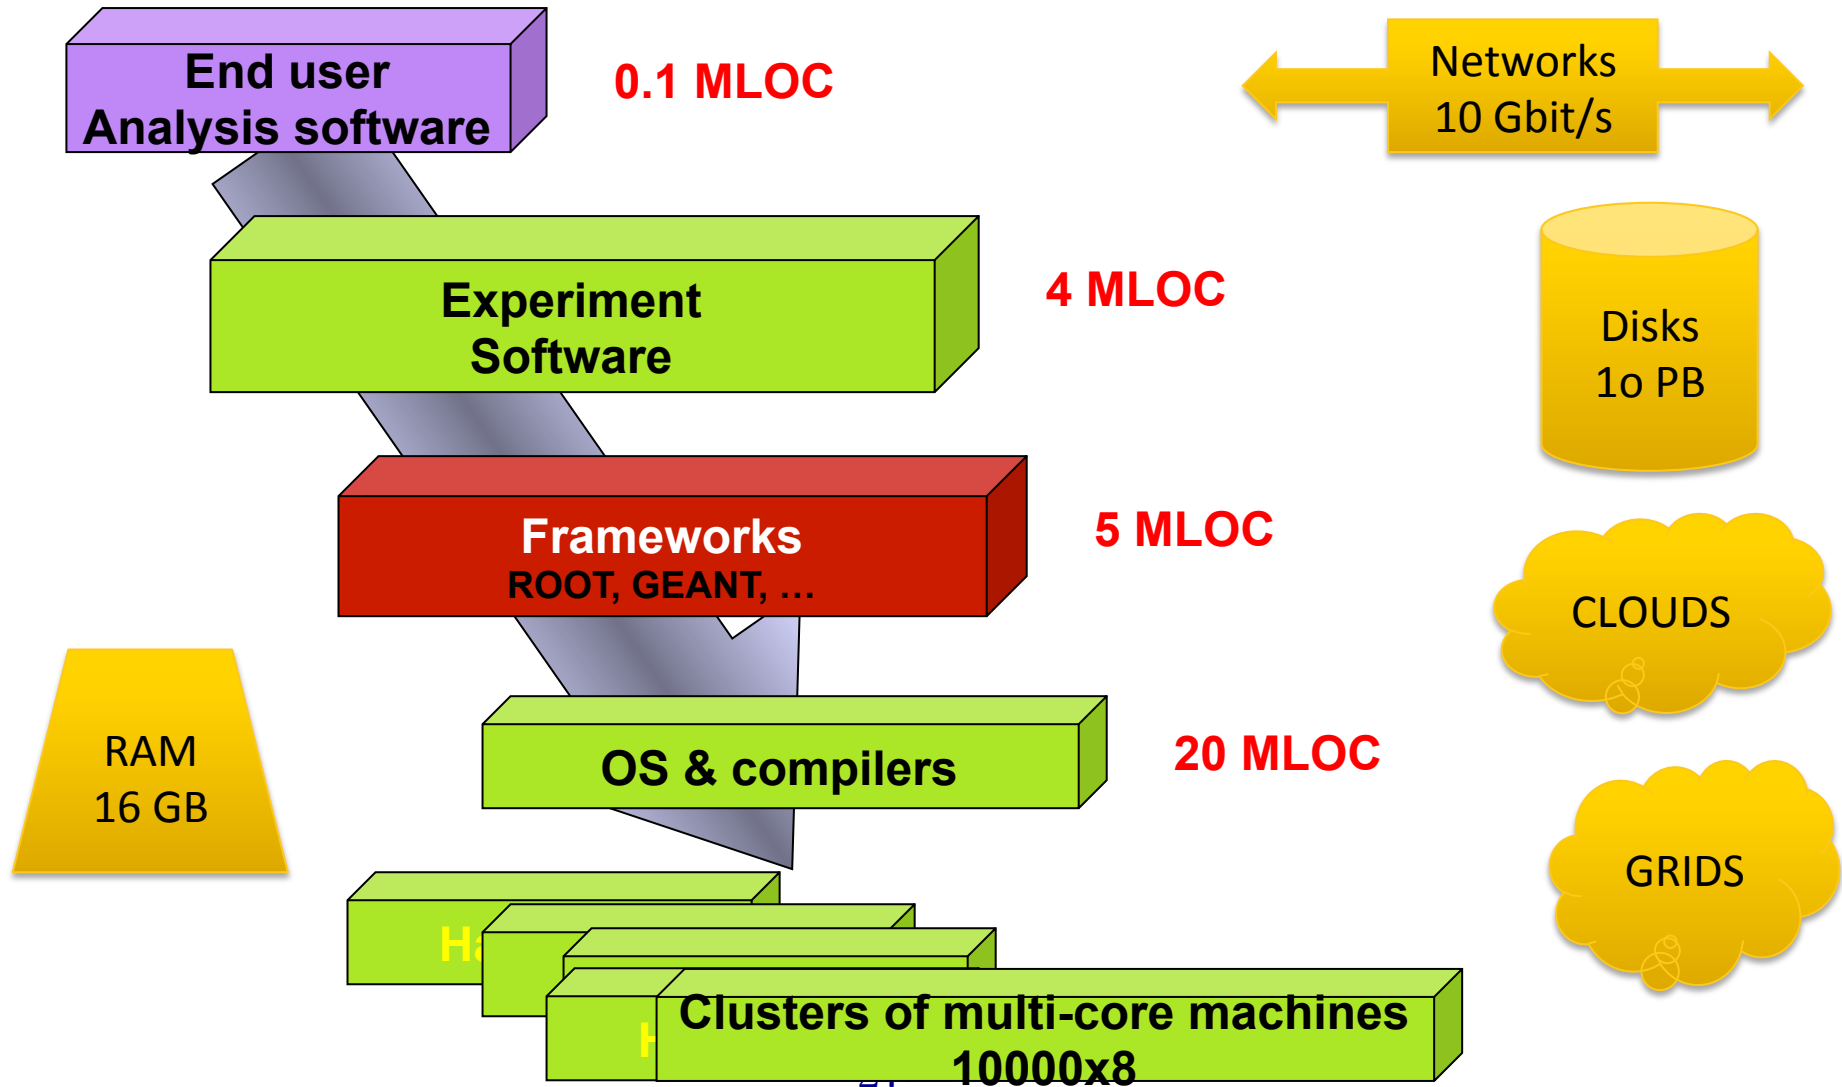 End user
Analysis software
0.1 MLOC
Networks
10 Gbit/s
Experiment
Software
4 MLOC
Disks
1o PB
Frameworks
ROOT, GEANT, …
5 MLOC
CLOUDS
RAM
16 GB
OS & compilers
20 MLOC
GRIDS
Clusters of multi-core machines
10000x8